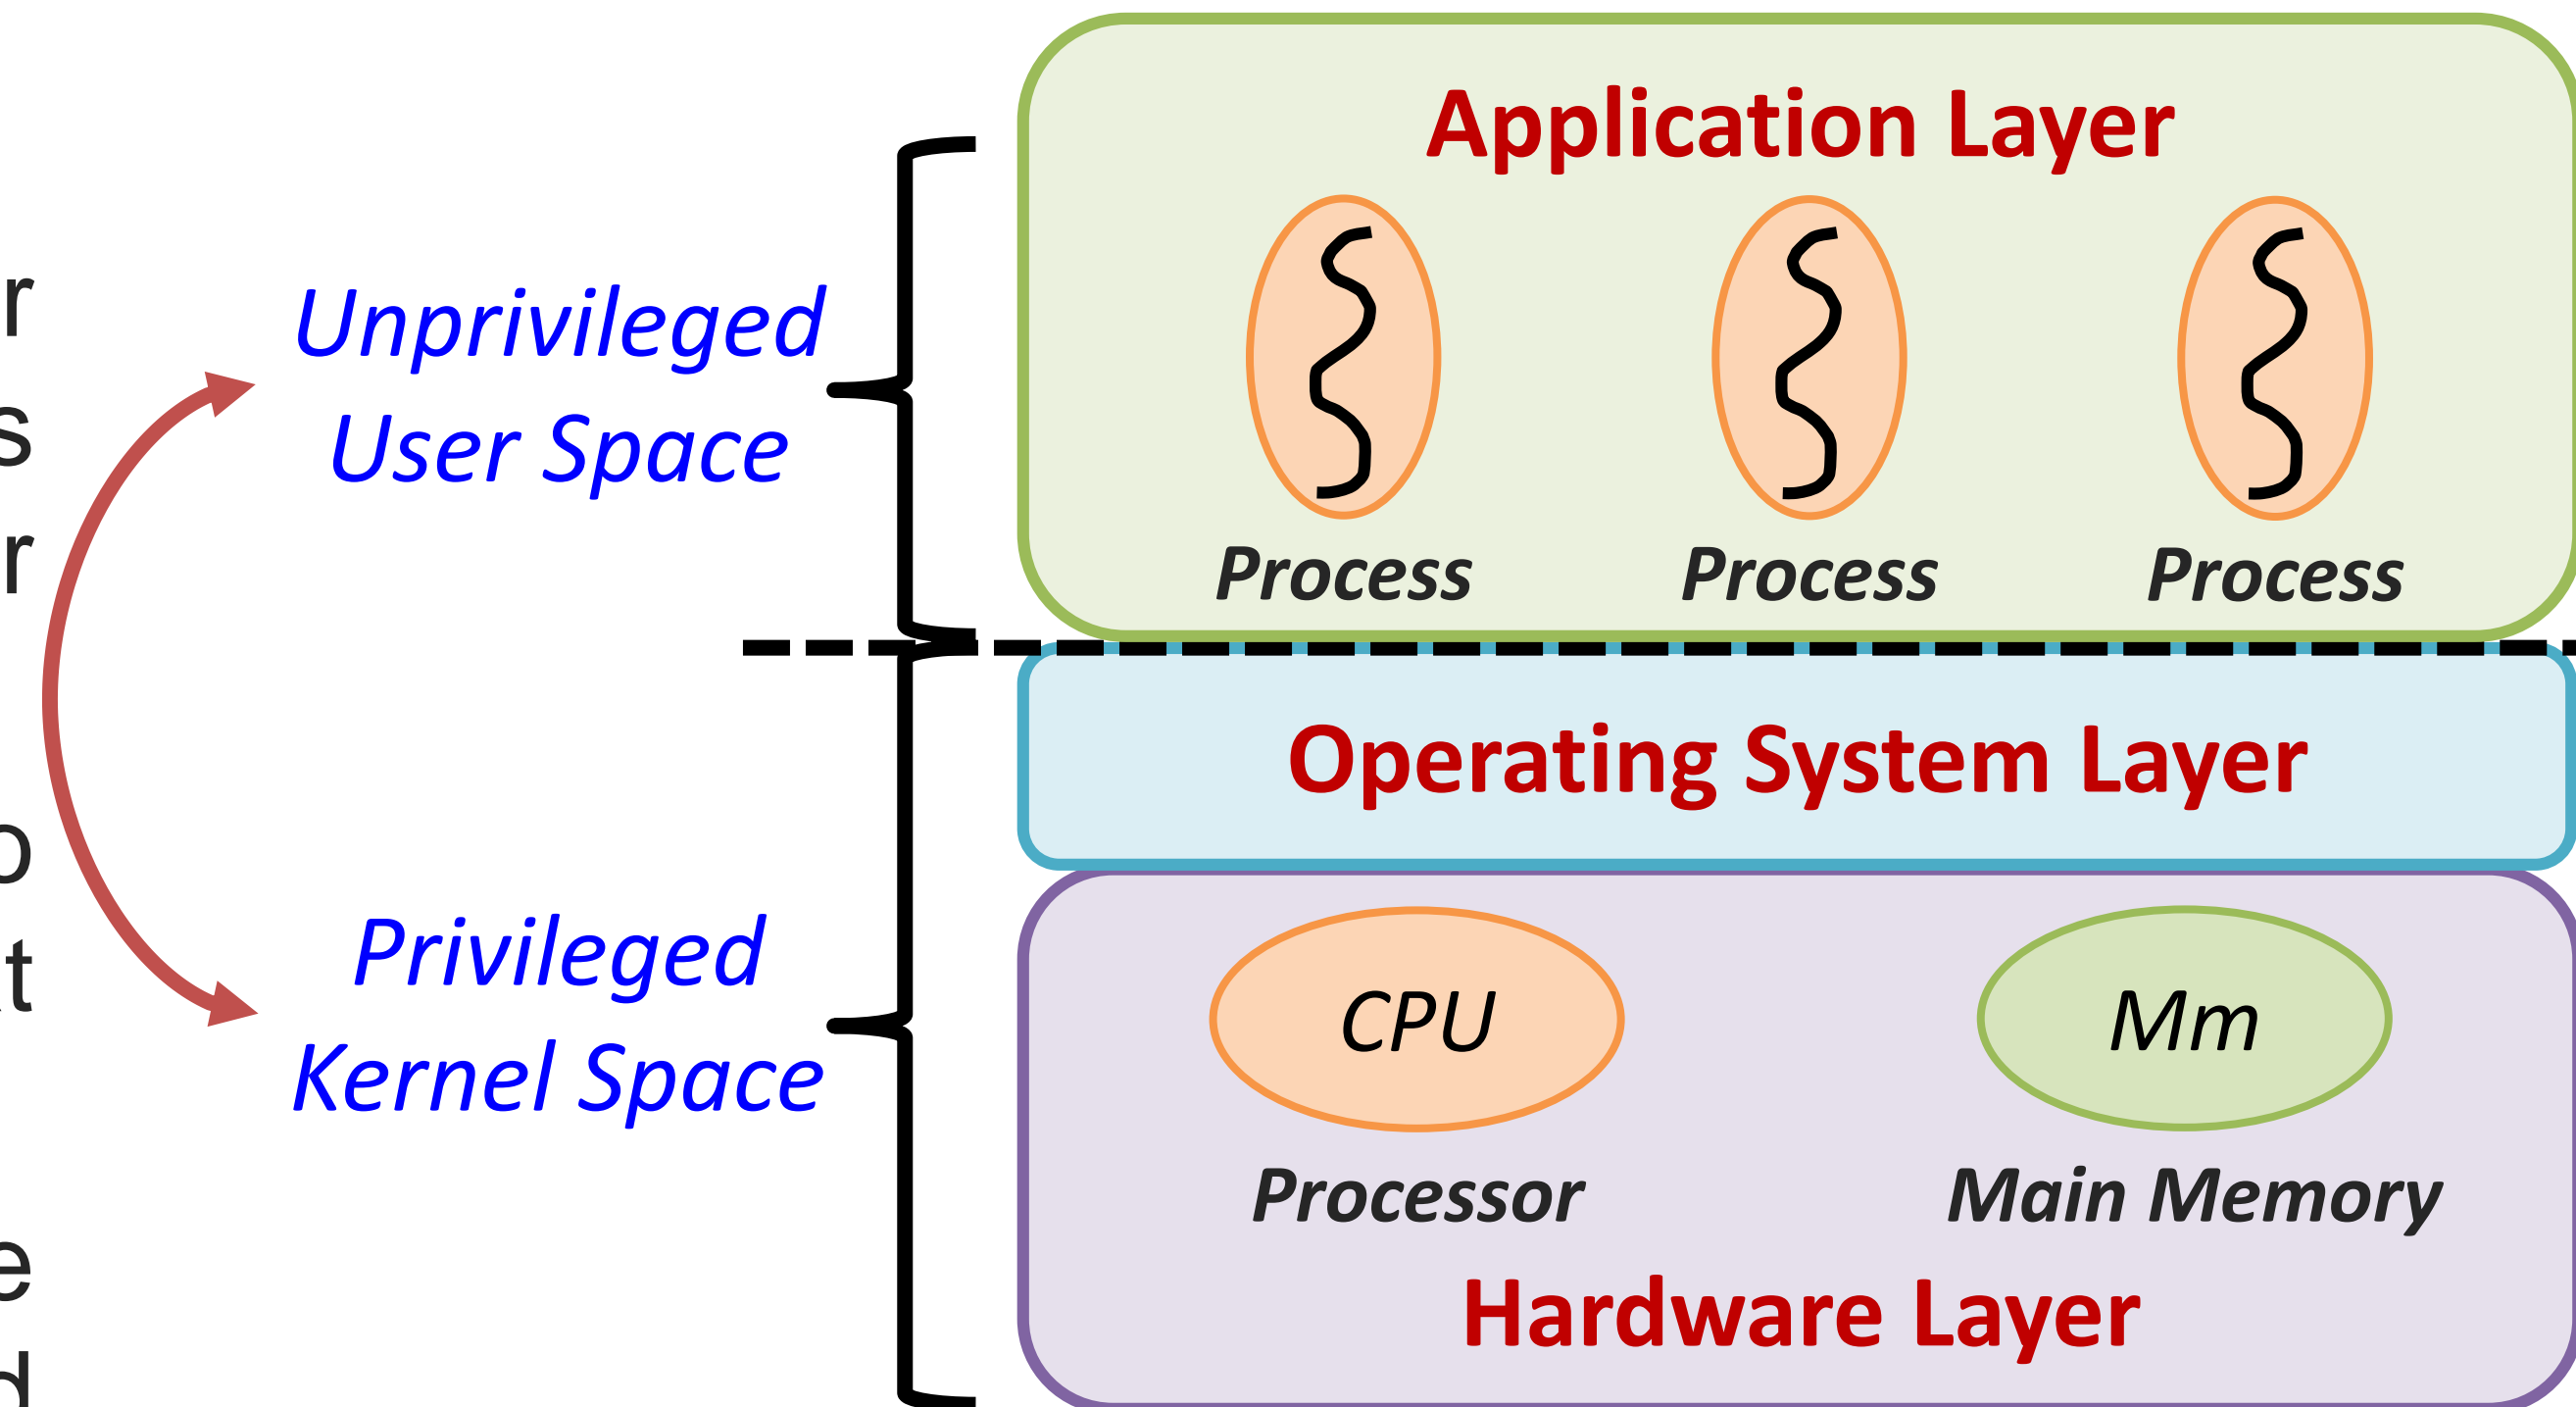 Application Layer
Unprivileged
User Space
Process Process Process
Operating System Layer
Privileged
Kernel Space
CPU Mm
Processor Main Memory
Hardware Layer